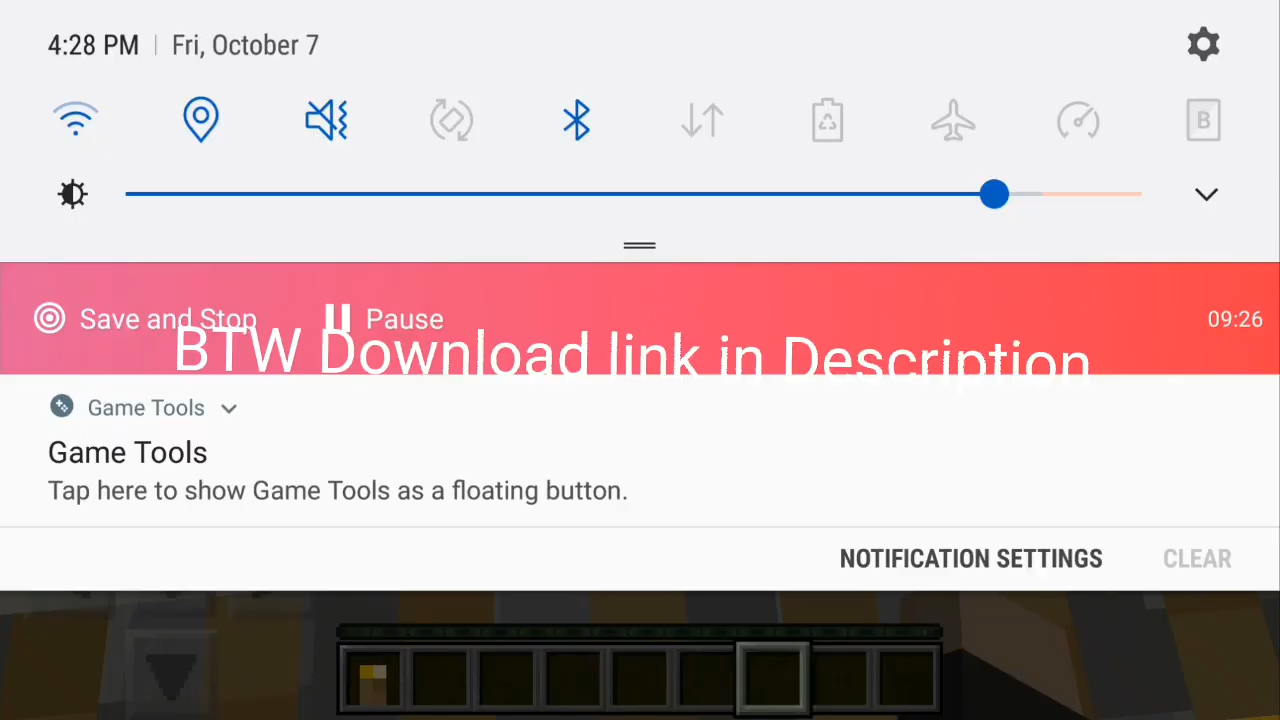 4:28 PM | Fri, October 7
B
Save and Stop Pause 09:26
BTW Download link in Description
Game Tools
Game Tools
Tap here to show Game Tools as a floating button.
NOTIFICATION SETTINGS CLEAR